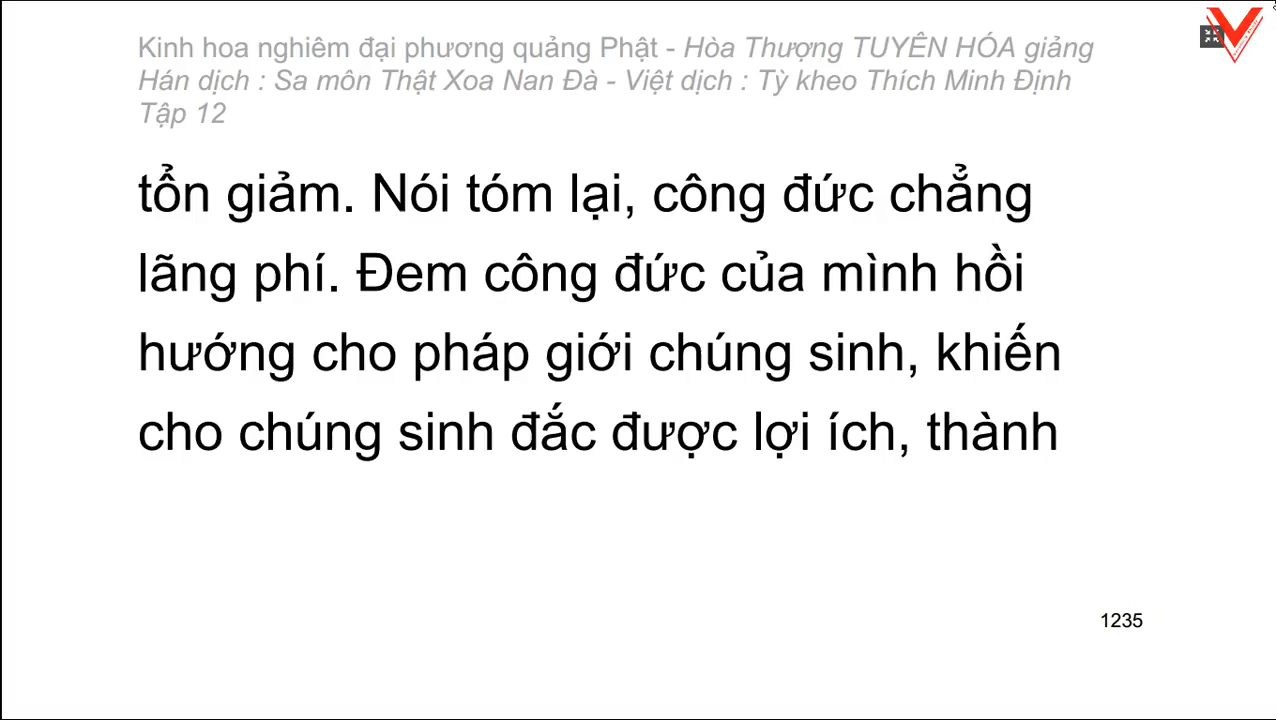 Kinh hoa nghiêm đại phương quảng Phật - Hòa Thượng TUYÊN HÓA giảng
Hán dịch : Sa môn Thật Xoa Nan Đà - Việt dịch : Tỳ kheo Thích Minh Định
Tập 12
tổn giảm. Nói tóm lại, công đức chẳng
lãng phí. Đem công đức của mình hồi
hướng cho pháp giới chúng sinh, khiến
cho chúng sinh đắc được lợi ích, thành
1235